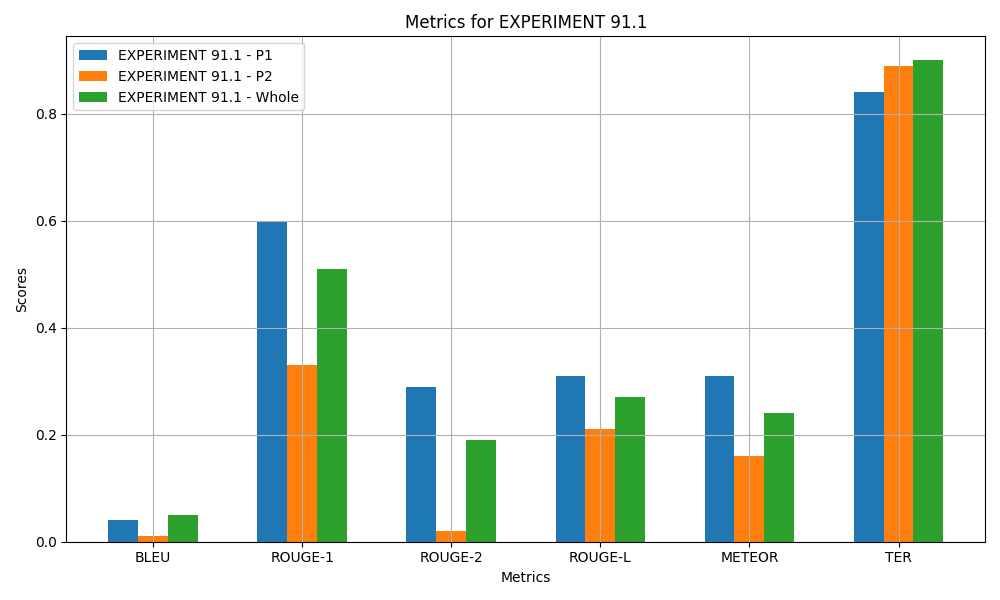 Metrics for EXPERIMENT 91.1
EXPERIMENT 91.1 - P1
EXPERIMENT 91.1 - P2
EXPERIMENT 91.1 - Whole
Scores
0.8
0.6
0.4
0.2
0.0
BLEU ROUGE-1 ROUGE-2 ROUGE-L METEOR TER
Metrics